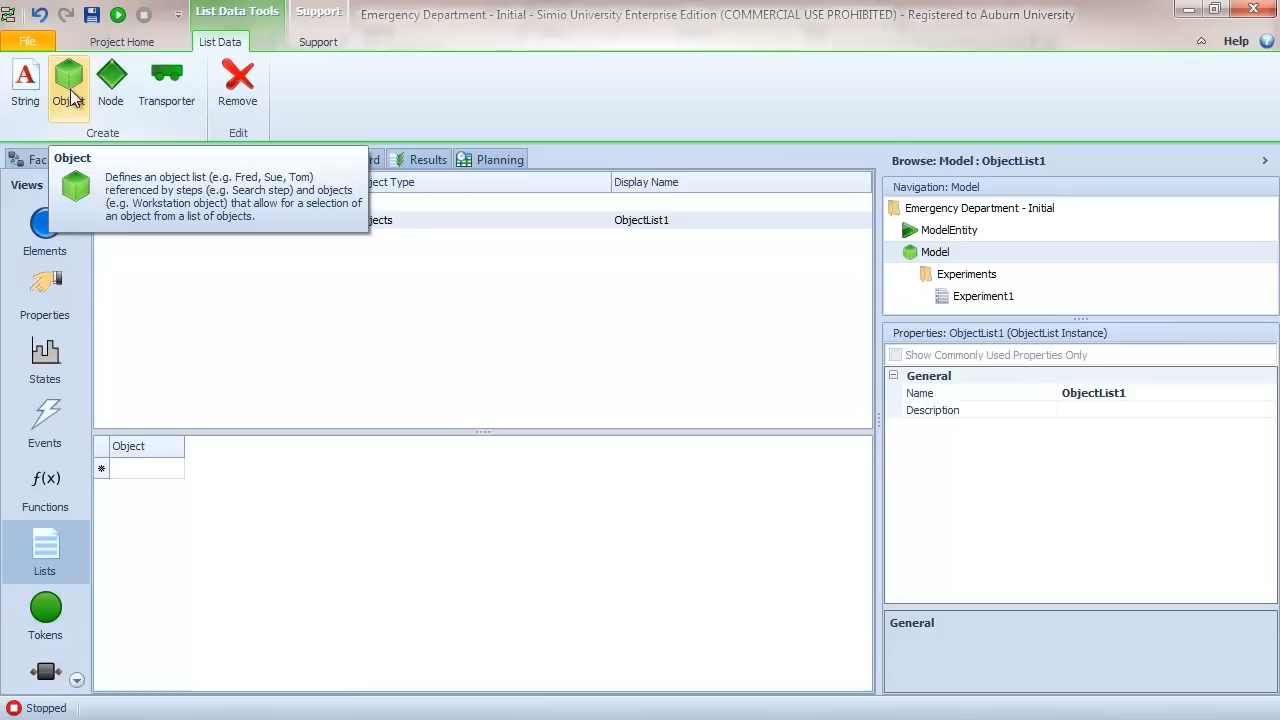 List Data Tools
Support
Emergency Department - Initial - Simio University Enterprise Edition (COMMERCIAL USE PROHIBITED) - Registered to Auburn University
File
Project Home
List Data
Support
Help
A
String
Object
Node
Transporter
Remove
Create
Edit
Fac
rd
Results
Planning
Object
Defines an object list (e.g. Fred, Sue, Tom)
referenced by steps (e.g. Search step) and objects
(e.g. Workstation object) that allow for a selection of
an object from a list of objects.
Views
ject Type
Display Name
jects
ObjectList1
Elements
Properties
States
Events
f(x)
Functions
Lists
Tokens
Object
Browse: Model : ObjectList1
Navigation: Model
Emergency Department - Initial
ModelEntity
Model
Experiments
Experiment1
Properties: ObjectList1 (ObjectList Instance)
Show Commonly Used Properties Only
General
Name
ObjectList1
Description
General
Stopped